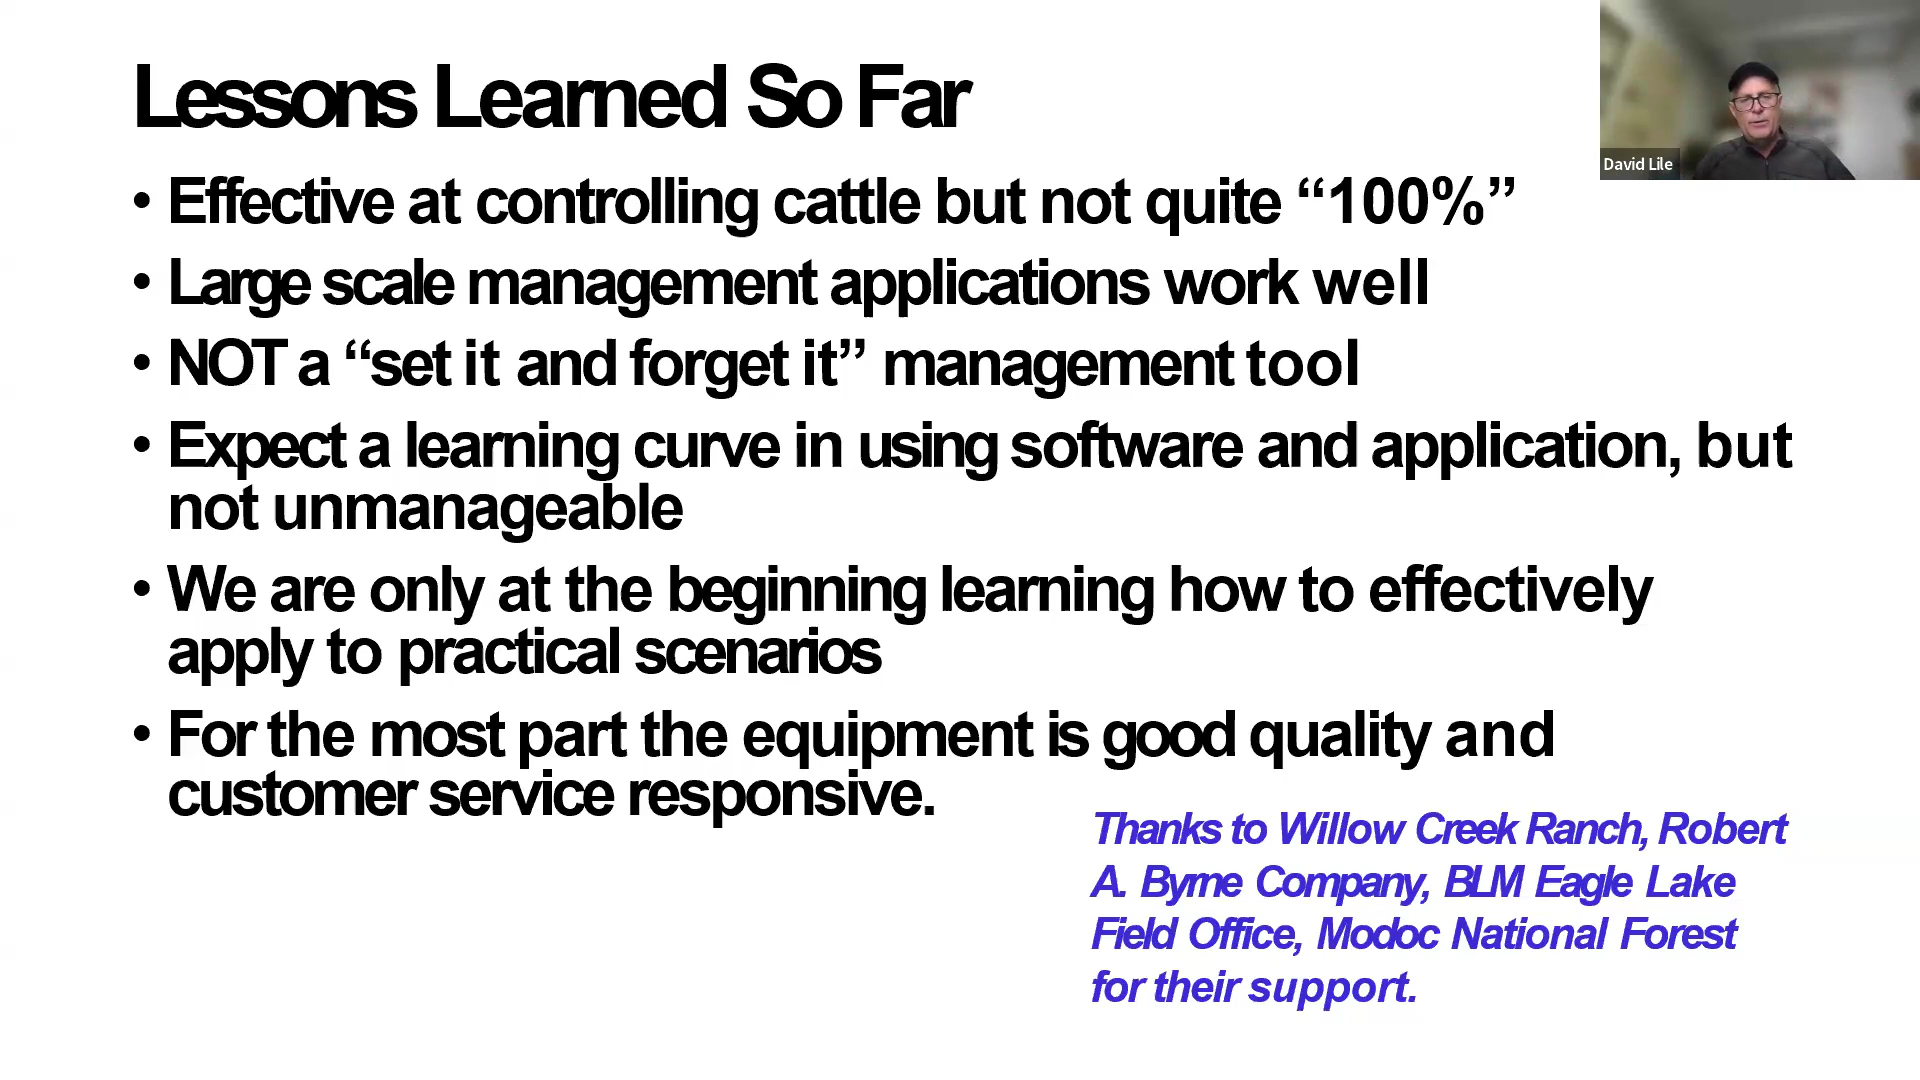 Lessons Learned So Far
• Effective at controlling cattle but not quite “100%”
• Large scale management applications work well
• NOT a “set it and forget it” management tool
• Expect a learning curve in using software and application, but
not unmanageable
• We are only at the beginning learning how to effectively
apply to practical scenarios
• For the most part the equipment is good quality and
customer service responsive.
Thanks to Willow Creek Ranch, Robert
A. Byrne Company, BLM Eagle Lake
Field Office, Modoc National Forest
for their support.
David Lile